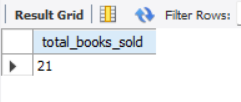 Result Grid Filter Rows:
total_books_sold
21